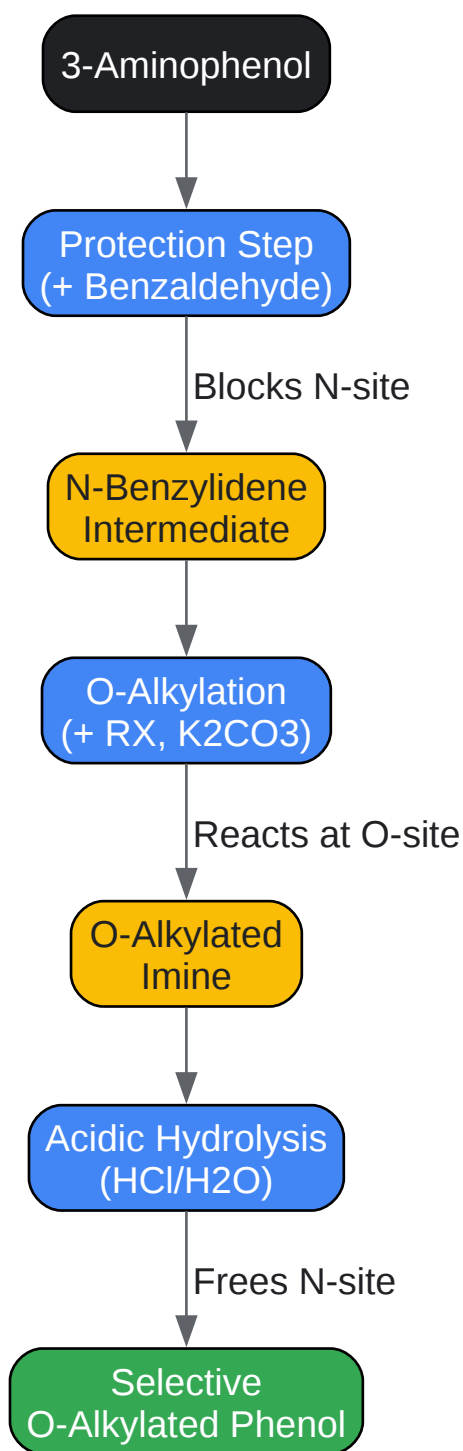 3-Aminophenol
Protection Step
(+ Benzaldehyde)
Blocks N-site
N-Benzylidene
Intermediate
O-Alkylation
(+ RX, K2CO3)
Reacts at O-site
O-Alkylated
Imine
Acidic Hydrolysis
(HCl/H2O)
Frees N-site
Selective
O-Alkylated Phenol